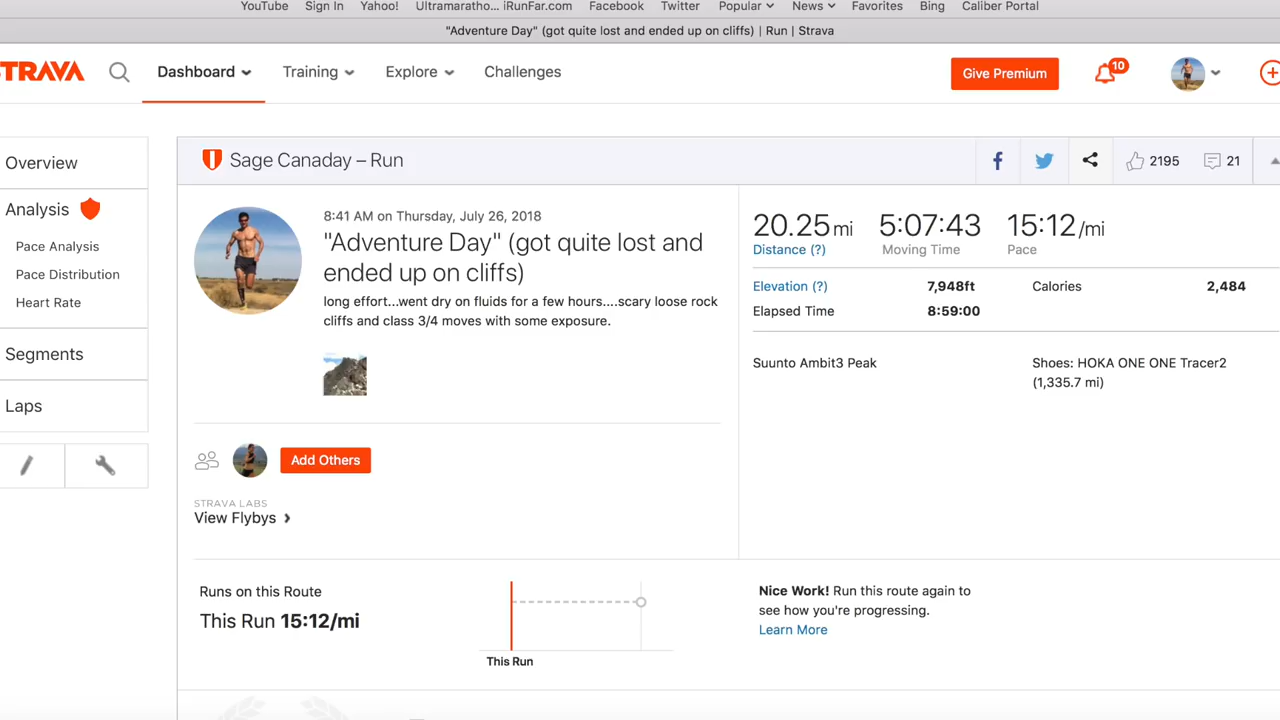 YouTube Sign In Yahoo! Ultramaratho... iRunFar.com Facebook Twitter Popular News Favorites Bing Caliber Portal
"Adventure Day" (got quite lost and ended up on cliffs) | Run | Strava
STRAVA Dashboard Training Explore Challenges Give Premium 10
Overview
Analysis
Pace Analysis
Pace Distribution
Heart Rate
Segments
Laps
Sage Canaday – Run 2195 21
8:41 AM on Thursday, July 26, 2018
"Adventure Day" (got quite lost and
ended up on cliffs)
long effort...went dry on fluids for a few hours....scary loose rock
cliffs and class 3/4 moves with some exposure.
Add Others
STRAVA LABS
View Flybys
20.25mi 5:07:43 15:12/mi
Distance (?) Moving Time Pace
Elevation (?) 7,948ft Calories 2,484
Elapsed Time 8:59:00
Suunto Ambit3 Peak Shoes: HOKA ONE ONE Tracer2
(1,335.7 mi)
Runs on this Route
This Run 15:12/mi
This Run
Nice Work! Run this route again to
see how you're progressing.
Learn More